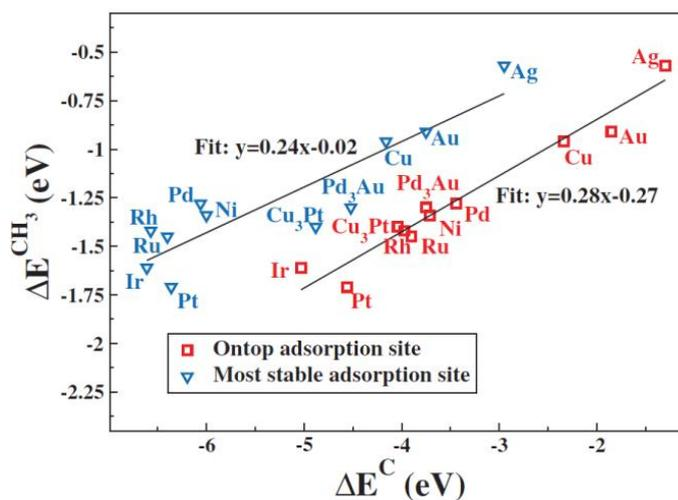 -0.5
-0.75
-1
-1.25
-1.5
-1.75
-2
-2.25
ΔE^CH₃ (eV)
Ag
Ag
Au
Au
Fit: y=0.24x-0.02
Cu
Cu
Pd₃Au
Pd₃Au
Fit: y=0.28x-0.27
Pd
Ni
Pd
Rh
Cu₃Pt
Cu₃Pt
Ni
Ru
Rh
Ru
Ir
Ir
Pt
Pt
Ontop adsorption site
Most stable adsorption site
-6
-5
-4
-3
-2
ΔE^C (eV)